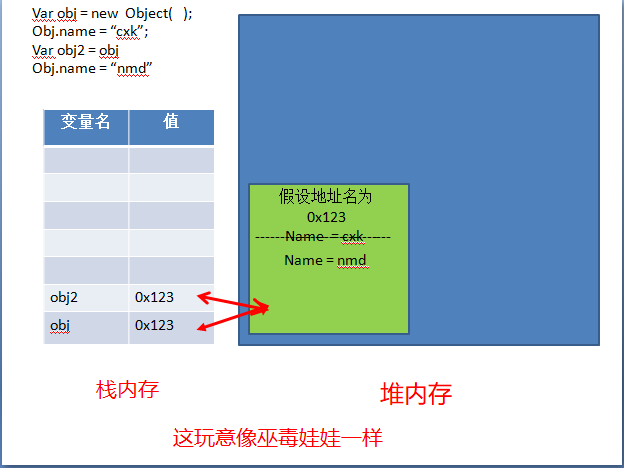 Var obj = new  Object(   );
Obj.name = “cxk”;
Var obj2 = obj
Obj.name = “nmd”
变量名 值
obj2 0x123
obj 0x123
假设地址名为
0x123
------Name  = cxk------
Name = nmd
栈内存
堆内存
这玩意像巫毒娃娃一样